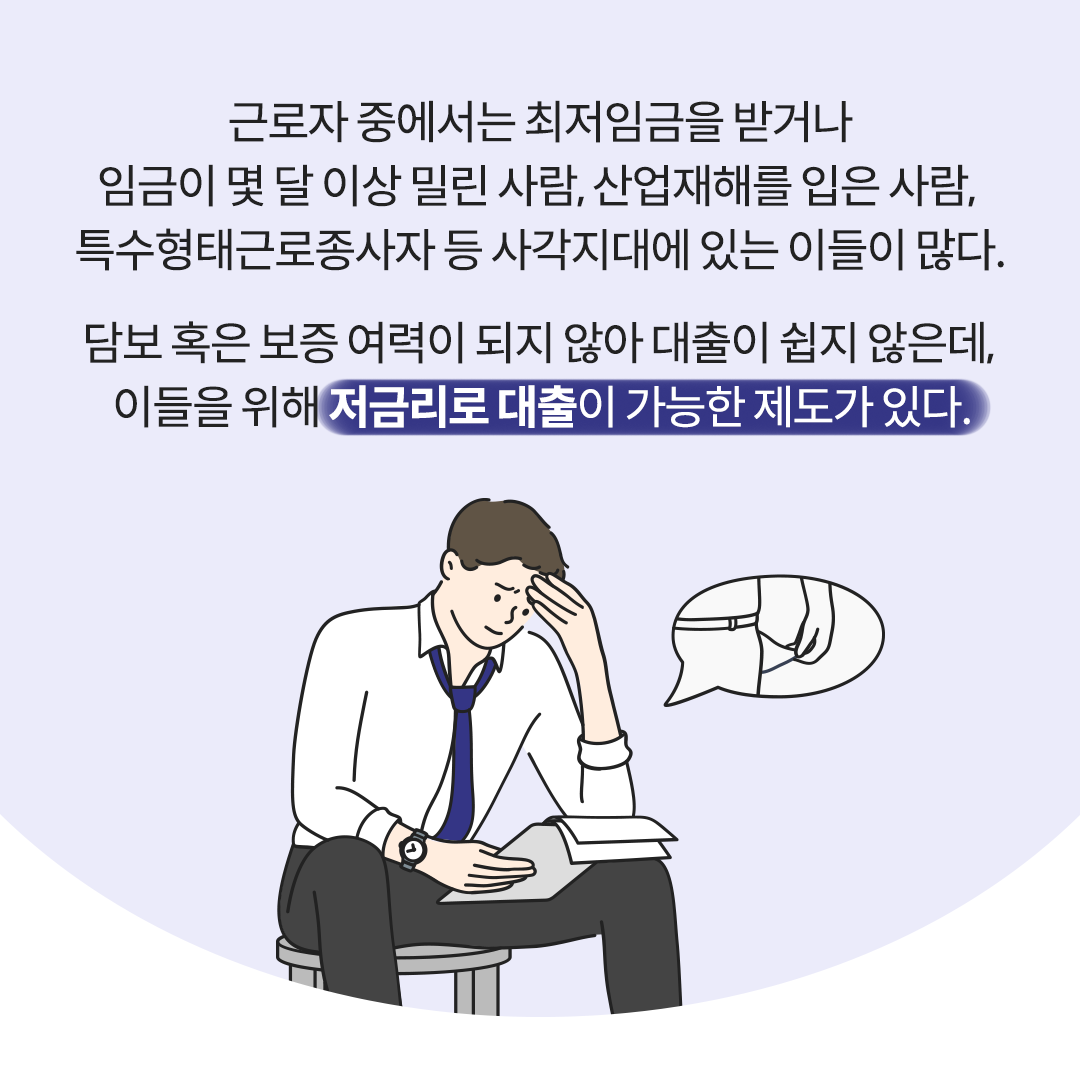 근로자 중에서는 최저임금을 받거나
임금이 몇 달 이상 밀린 사람, 산업재해를 입은 사람,
특수형태근로종사자 등 사각지대에 있는 이들이 많다.
담보 혹은 보증 여력이 되지 않아 대출이 쉽지 않은데,
이들을 위해 저금리로 대출이 가능한 제도가 있다.